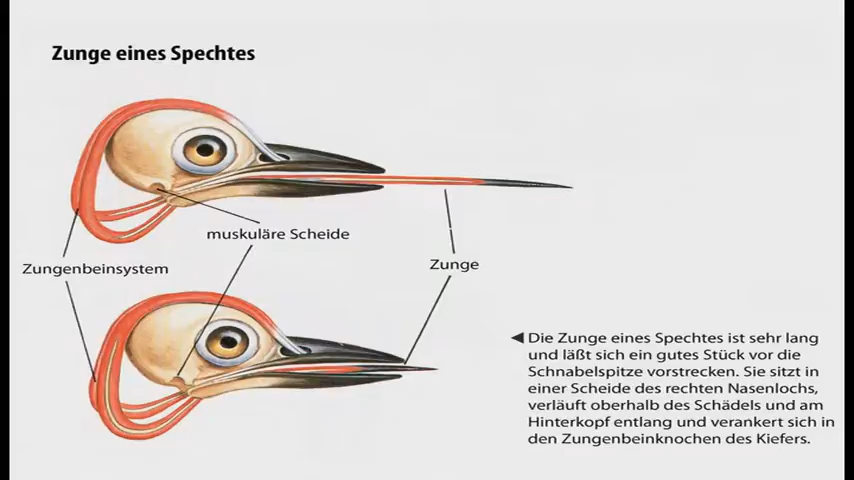 Zunge eines Spechtes
muskuläre Scheide
Zungenbeinsystem
Zunge
Die Zunge eines Spechtes ist sehr lang
und läßt sich ein gutes Stück vor die
Schnabelspitze vorstrecken. Sie sitzt in
einer Scheide des rechten Nasenlochs,
verläuft oberhalb des Schädels und am
Hinterkopf entlang und verankert sich in
den Zungenbeinknochen des Kiefers.